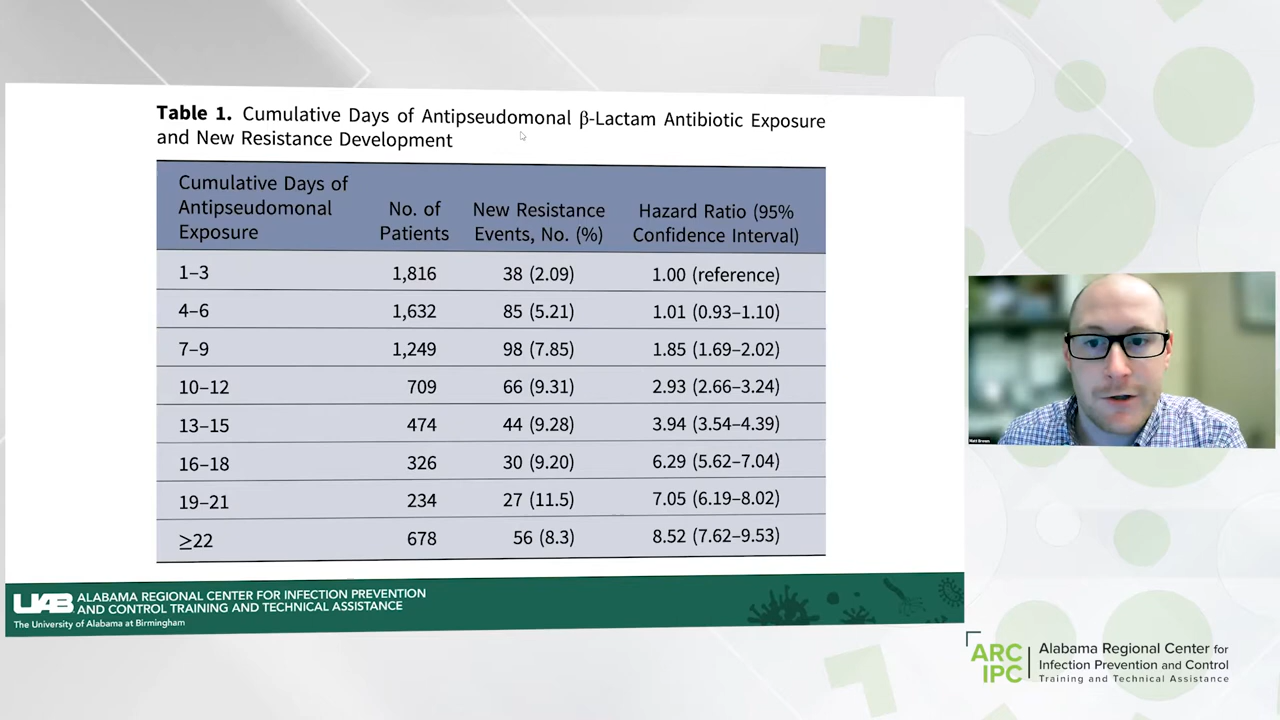 Table 1. Cumulative Days of Antipseudomonal β-Lactam Antibiotic Exposure
and New Resistance Development
Cumulative Days of
Antipseudomonal
Exposure
No. of
Patients
New Resistance
Events, No. (%)
Hazard Ratio (95%
Confidence Interval)
1–3 1,816 38 (2.09) 1.00 (reference)
4–6 1,632 85 (5.21) 1.01 (0.93–1.10)
7–9 1,249 98 (7.85) 1.85 (1.69–2.02)
10–12 709 66 (9.31) 2.93 (2.66–3.24)
13–15 474 44 (9.28) 3.94 (3.54–4.39)
16–18 326 30 (9.20) 6.29 (5.62–7.04)
19–21 234 27 (11.5) 7.05 (6.19–8.02)
≥22 678 56 (8.3) 8.52 (7.62–9.53)
UAB
ALABAMA REGIONAL CENTER FOR INFECTION PREVENTION
AND CONTROL TRAINING AND TECHNICAL ASSISTANCE
The University of Alabama at Birmingham
Matt Brown
ARC
IPC
Alabama Regional Center for
Infection Prevention and Control
Training and Technical Assistance